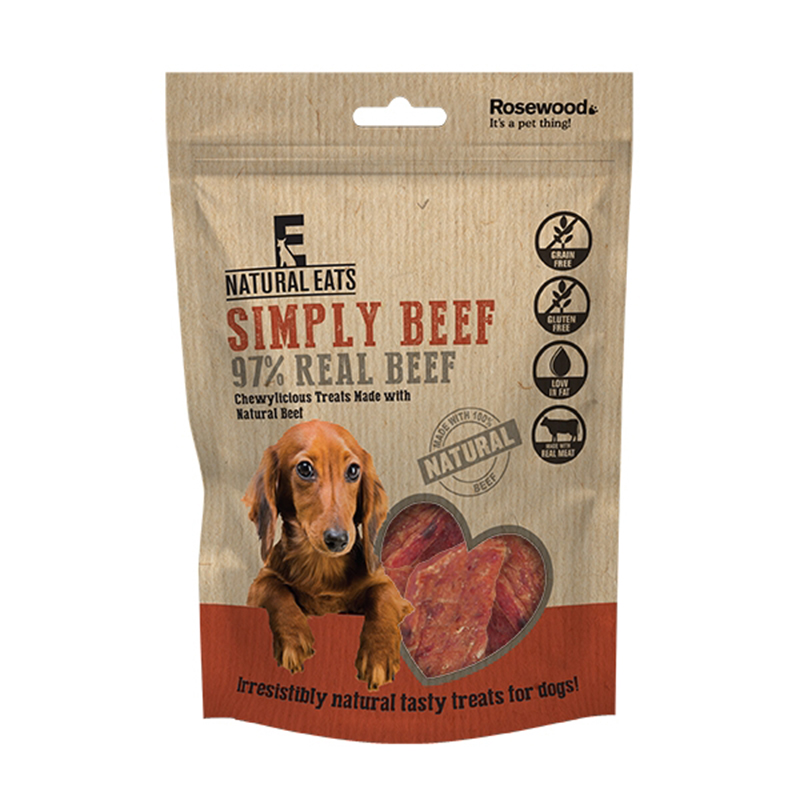 Rosewood
It's a pet thing!
E
NATURAL EATS
SIMPLY BEEF
97% REAL BEEF
Chewylicious Treats Made with
Natural Beef
GRAIN
FREE
GLUTEN
FREE
LOW
IN FAT
MADE WITH
REAL MEAT
MADE WITH 100%
NATURAL
BEEF
Irresistibly natural tasty treats for dogs!